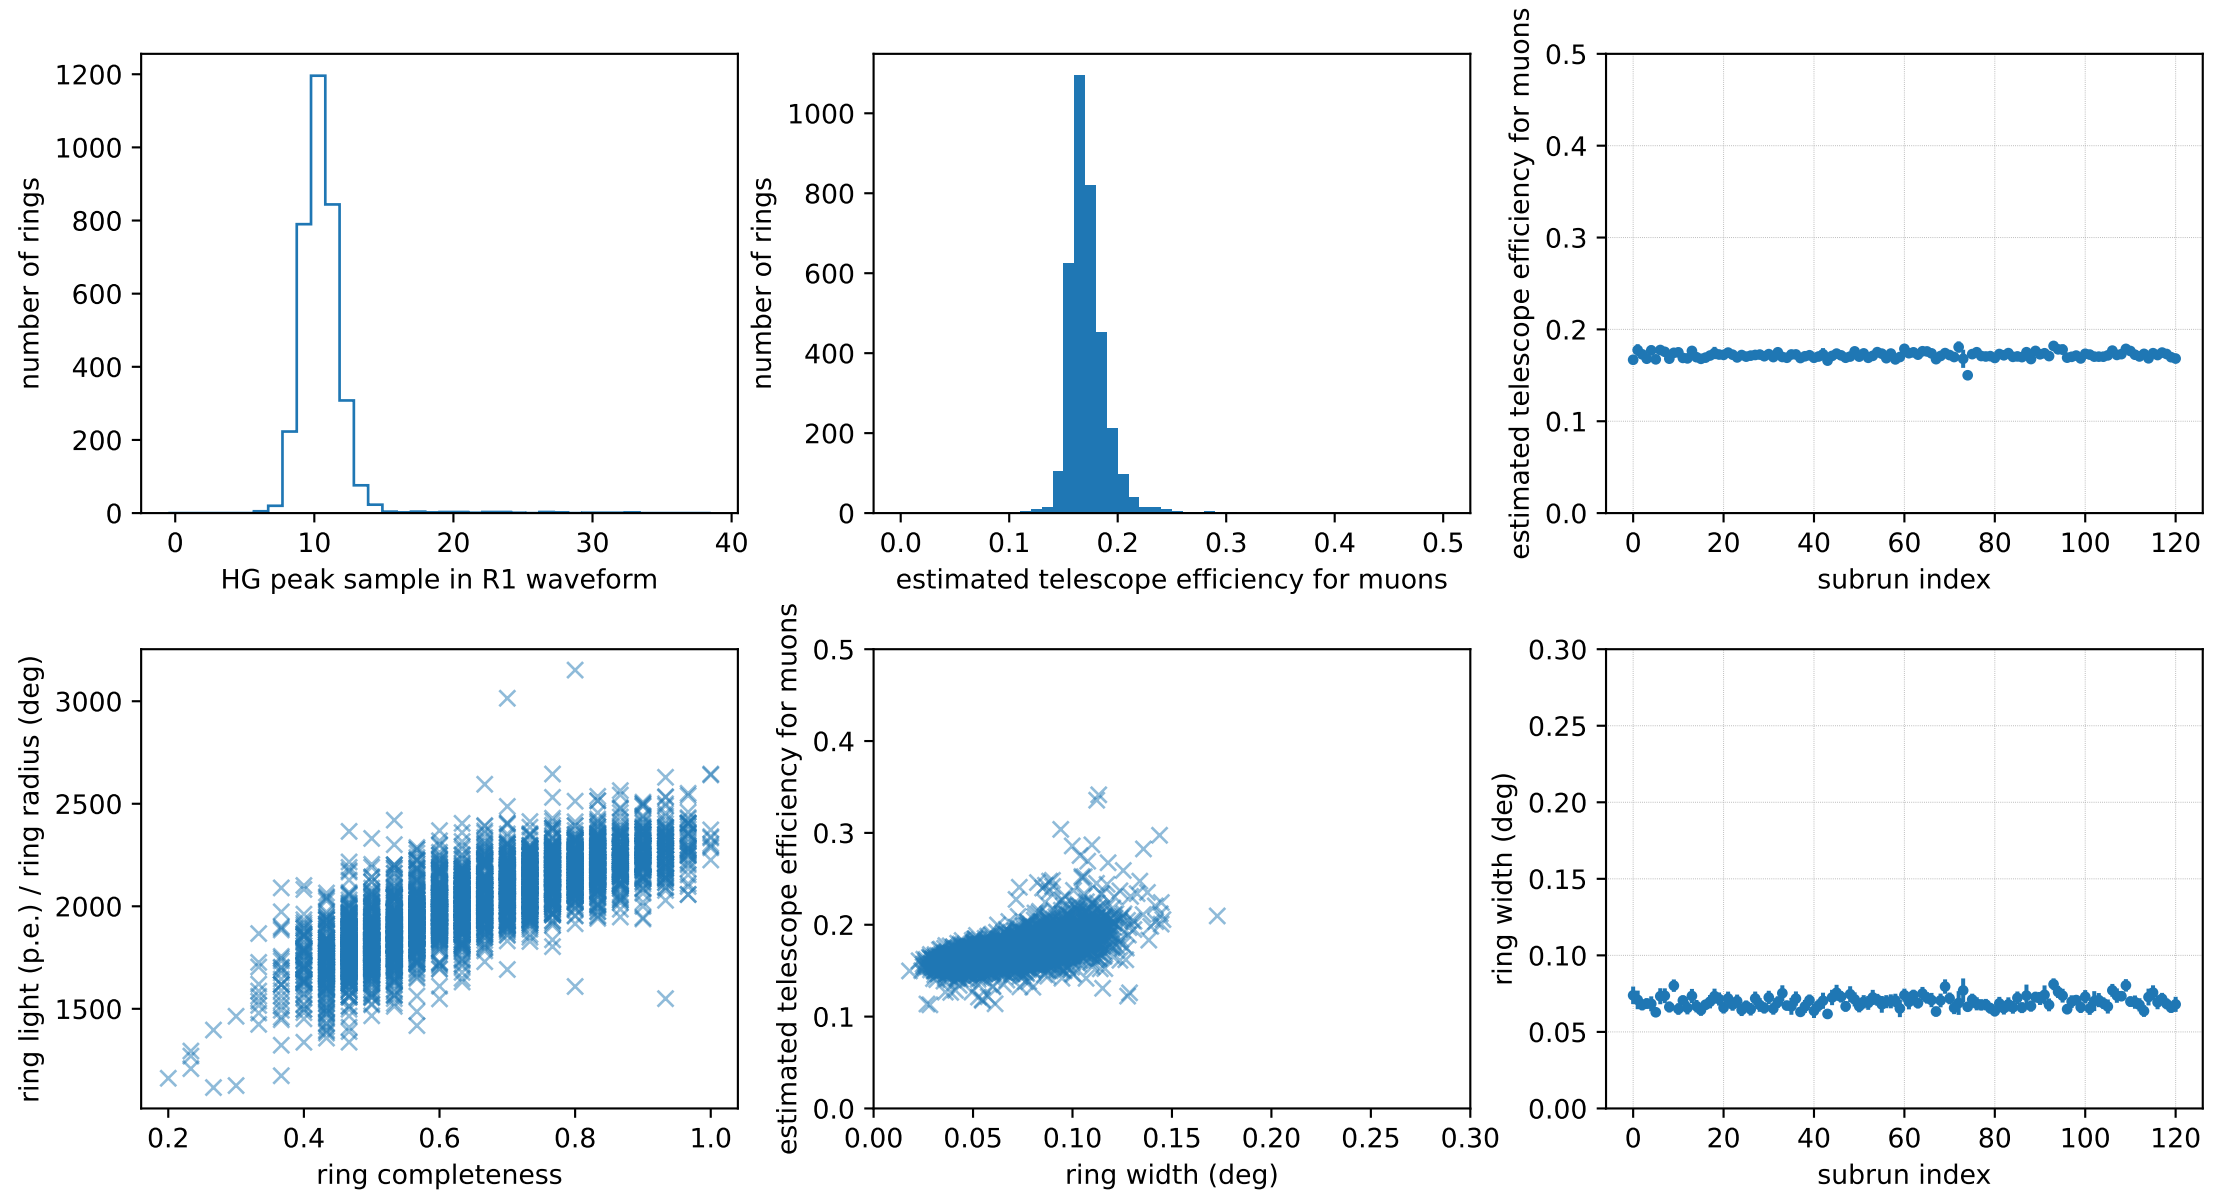 number of rings
1200
1000
800
600
400
200
0
0 10 20 30 40
HG peak sample in R1 waveform
number of rings
1000
800
600
400
200
0
0.0 0.1 0.2 0.3 0.4 0.5
estimated telescope efficiency for muons
estimated telescope efficiency for muons
0.5
0.4
0.3
0.2
0.1
0.0
0 20 40 60 80 100 120
subrun index
ring light (p.e.) / ring radius (deg)
3000
2500
2000
1500
0.2 0.4 0.6 0.8 1.0
ring completeness
estimated telescope efficiency for muons
0.5
0.4
0.3
0.2
0.1
0.0
0.00 0.05 0.10 0.15 0.20 0.25 0.30
ring width (deg)
ring width (deg)
0.30
0.25
0.20
0.15
0.10
0.05
0.00
0 20 40 60 80 100 120
subrun index